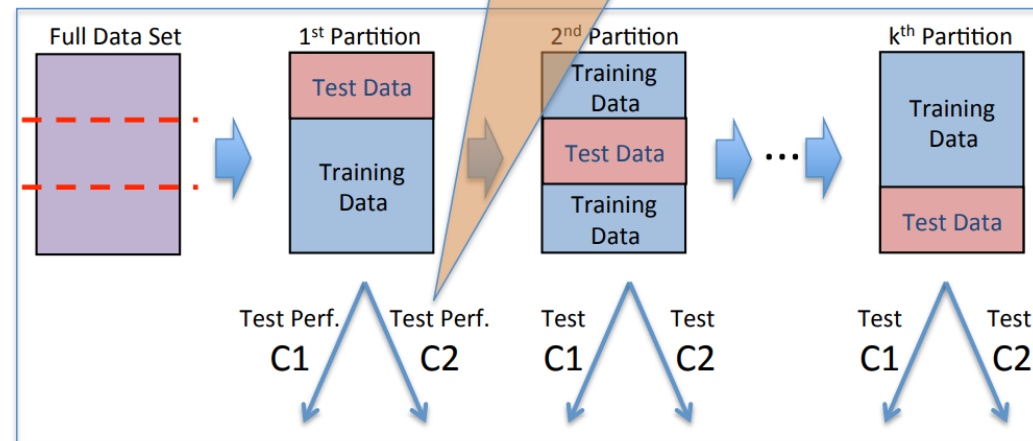 Full Data Set
1st Partition
2nd Partition
kth Partition
Test Data
Training
Data
Training
Data
Test Data
Training
Data
...
Training
Data
Test Data
Test Perf.
C1
Test Perf.
C2
Test
C1
Test
C2
Test
C1
Test
C2